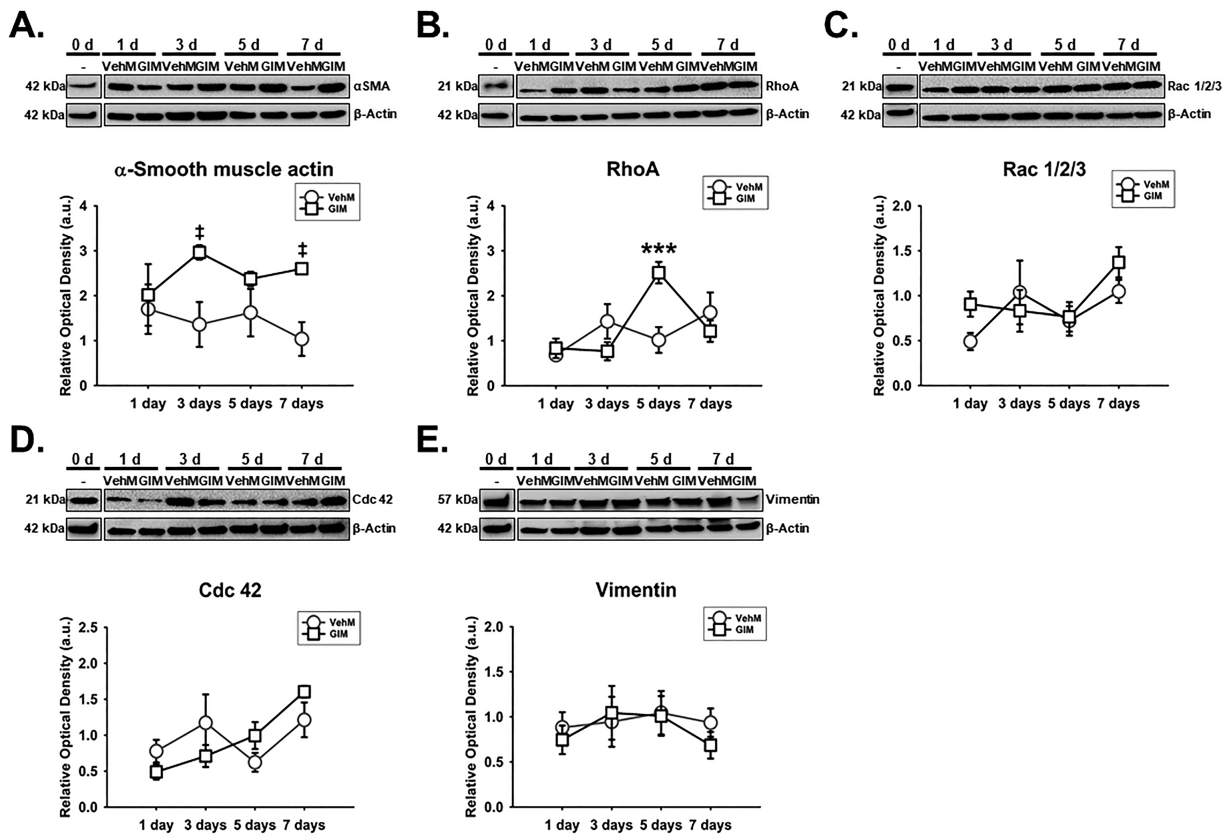 A.
0 d 1 d 3 d 5 d 7 d
- VehM GIM VehM GIM VehM GIM VehM GIM
42 kDa αSMA
42 kDa β-Actin
α-Smooth muscle actin
VehM
GIM
Relative Optical Density (a.u.)
4
3
2
1
0
‡ ‡
1 day 3 days 5 days 7 days
B.
0 d 1 d 3 d 5 d 7 d
- VehM GIM VehM GIM VehM GIM VehM GIM
21 kDa RhoA
42 kDa β-Actin
RhoA
VehM
GIM
Relative Optical Density (a.u.)
4
3
2
1
0
***
1 day 3 days 5 days 7 days
C.
0 d 1 d 3 d 5 d 7 d
- VehM GIM VehM GIM VehM GIM VehM GIM
21 kDa Rac 1/2/3
42 kDa β-Actin
Rac 1/2/3
VehM
GIM
Relative Optical Density (a.u.)
2.0
1.5
1.0
0.5
0.0
1 day 3 days 5 days 7 days
D.
0 d 1 d 3 d 5 d 7 d
- VehM GIM VehM GIM VehM GIM VehM GIM
21 kDa Cdc 42
42 kDa β-Actin
Cdc 42
VehM
GIM
Relative Optical Density (a.u.)
2.5
2.0
1.5
1.0
0.5
0.0
1 day 3 days 5 days 7 days
E.
0 d 1 d 3 d 5 d 7 d
- VehM GIM VehM GIM VehM GIM VehM GIM
57 kDa Vimentin
42 kDa β-Actin
Vimentin
VehM
GIM
Relative Optical Density (a.u.)
2.0
1.5
1.0
0.5
0.0
1 day 3 days 5 days 7 days